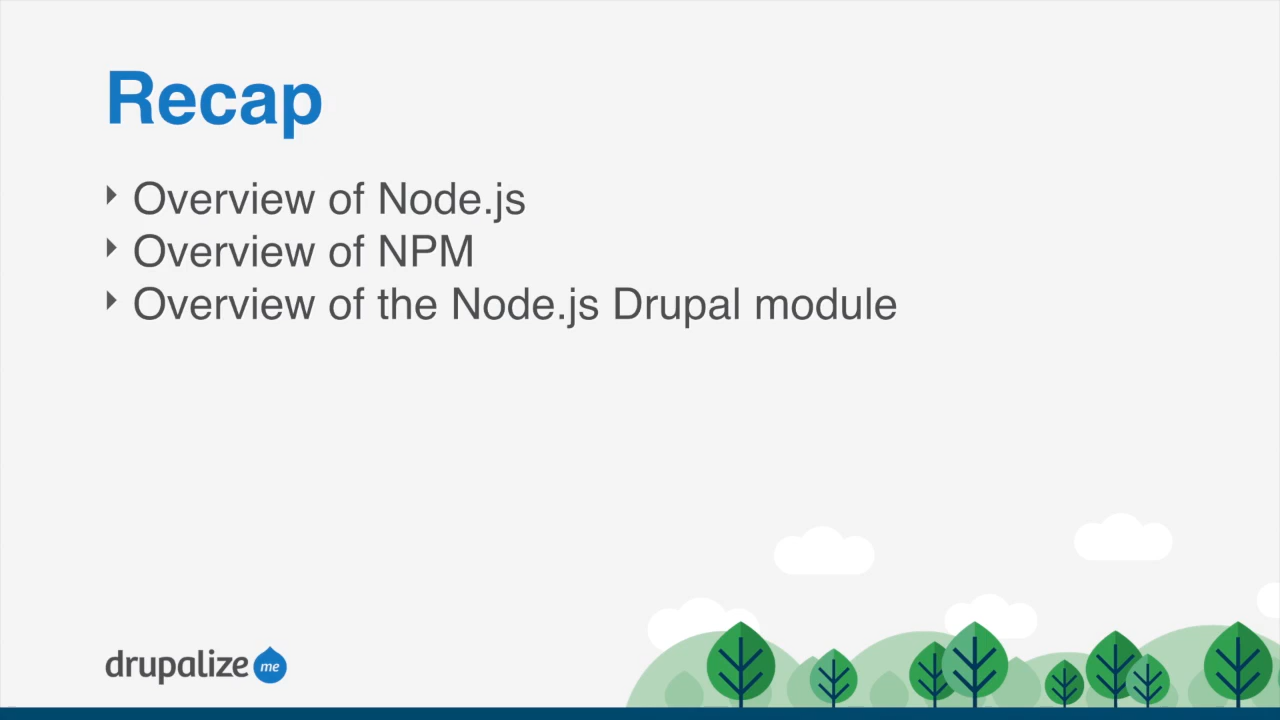 Recap
Overview of Node.js
Overview of NPM
Overview of the Node.js Drupal module
drupalize me